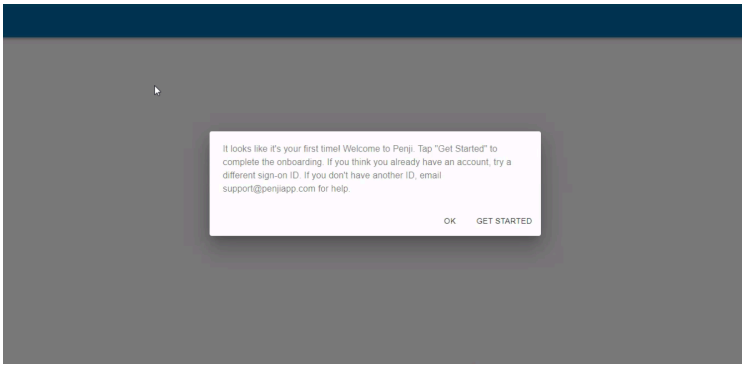 It looks like it's your first time! Welcome to Penji. Tap "Get Started" to
complete the onboarding. If you think you already have an account, try a
different sign-on ID. If you don't have another ID, email
support@penjiapp.com for help.
OK GET STARTED